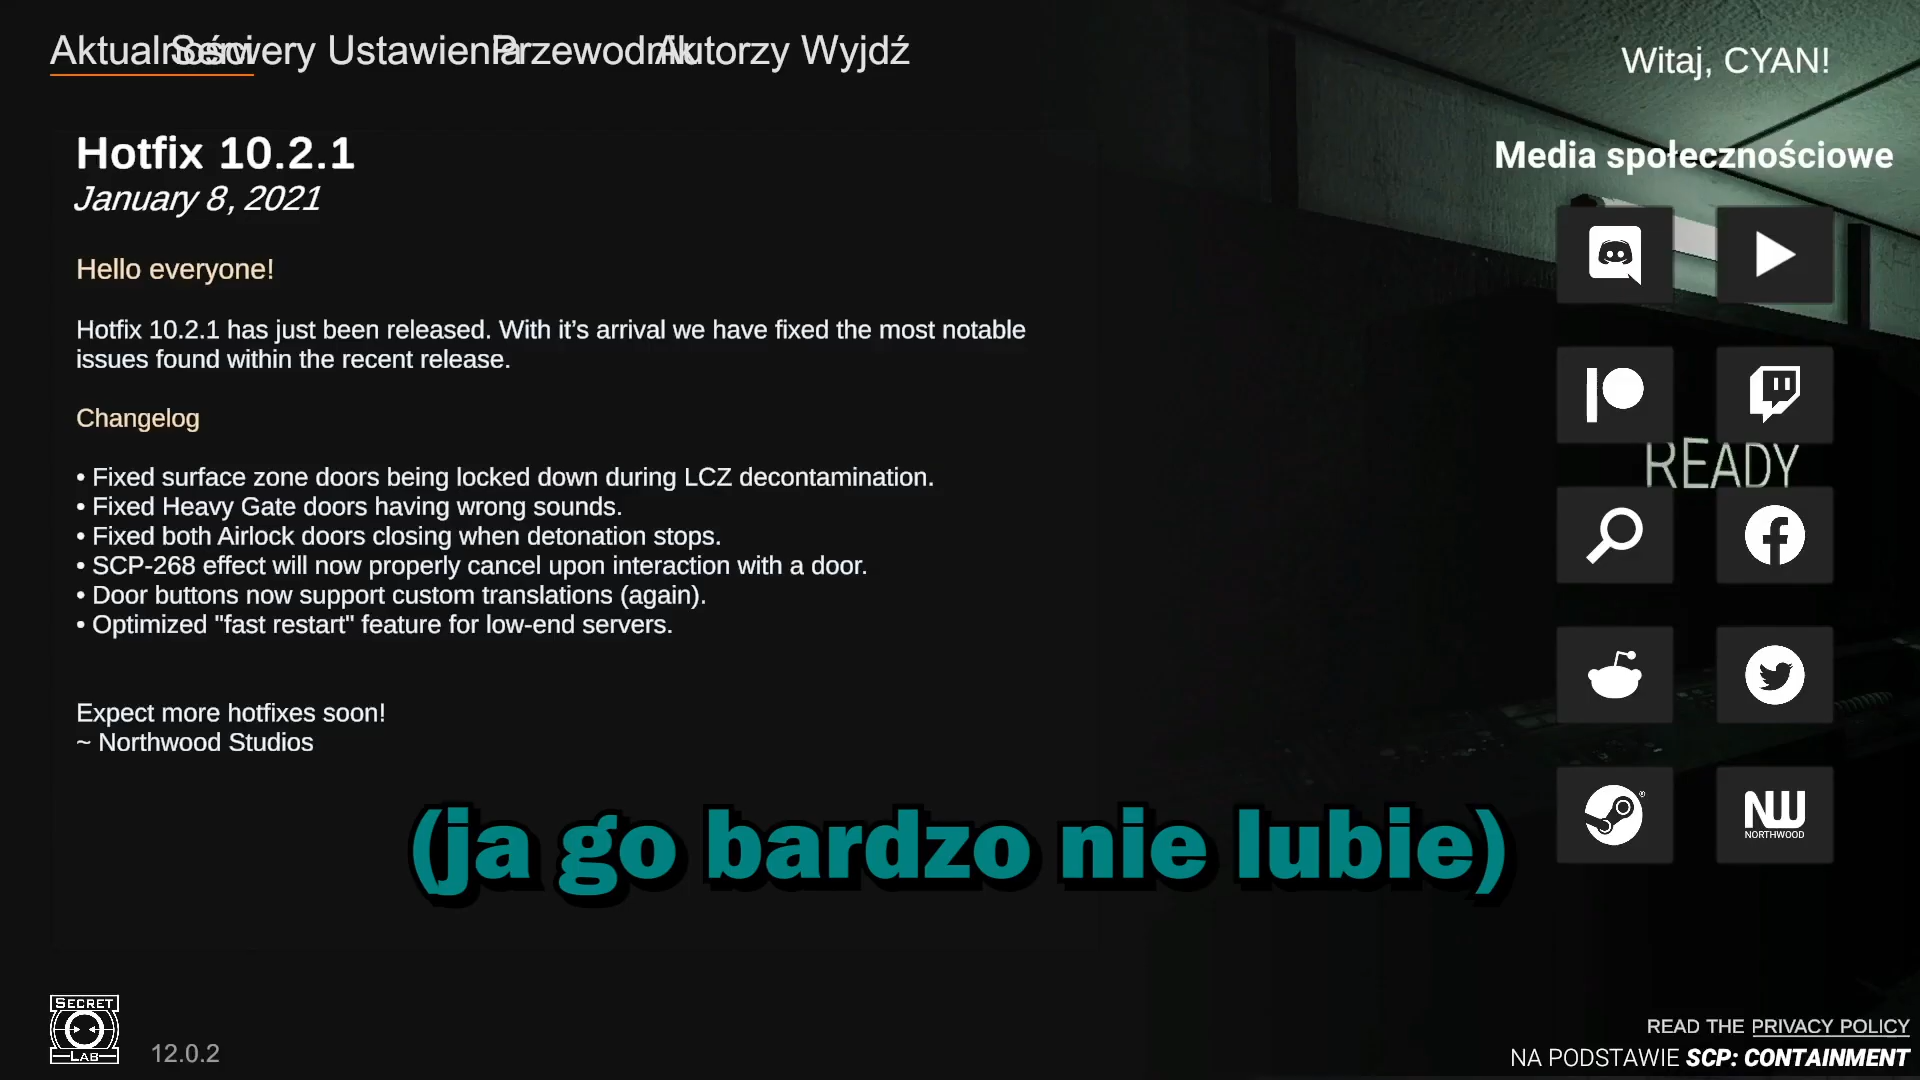 Aktualności Serwery Ustawienia Przewodnik Autorzy Wyjdź
Witaj, CYAN!
Hotfix 10.2.1
January 8, 2021
Media społecznościowe
Hello everyone!
Hotfix 10.2.1 has just been released. With it’s arrival we have fixed the most notable
issues found within the recent release.
Changelog
• Fixed surface zone doors being locked down during LCZ decontamination.
• Fixed Heavy Gate doors having wrong sounds.
• Fixed both Airlock doors closing when detonation stops.
• SCP-268 effect will now properly cancel upon interaction with a door.
• Door buttons now support custom translations (again).
• Optimized "fast restart" feature for low-end servers.
READY
Expect more hotfixes soon!
~ Northwood Studios
(ja go bardzo nie lubie)
NW
NORTHWOOD
SECRET
LAB
12.0.2
READ THE PRIVACY POLICY
NA PODSTAWIE SCP: CONTAINMENT